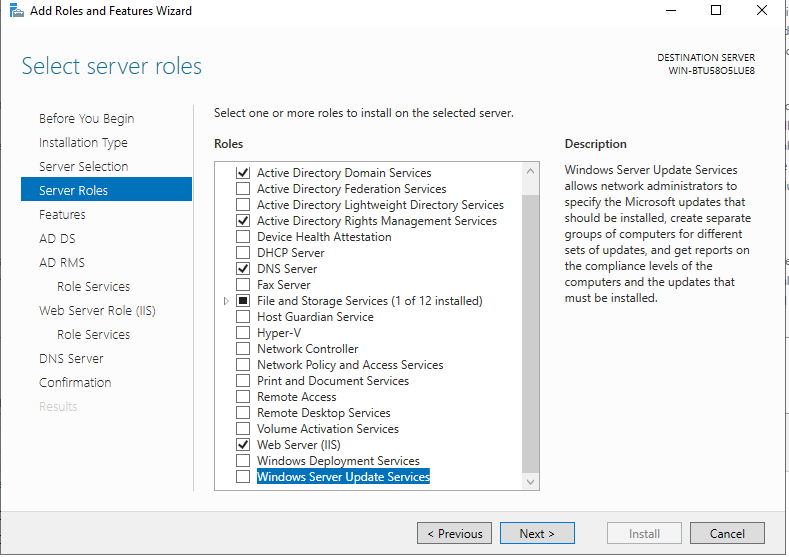 Add Roles and Features Wizard
Select server roles
DESTINATION SERVER
WIN-BTU58O5LUE8
Before You Begin
Installation Type
Server Selection
Server Roles
Features
AD DS
AD RMS
Role Services
Web Server Role (IIS)
Role Services
DNS Server
Confirmation
Results
Select one or more roles to install on the selected server.
Roles
Active Directory Domain Services
Active Directory Federation Services
Active Directory Lightweight Directory Services
Active Directory Rights Management Services
Device Health Attestation
DHCP Server
DNS Server
Fax Server
File and Storage Services (1 of 12 installed)
Host Guardian Service
Hyper-V
Network Controller
Network Policy and Access Services
Print and Document Services
Remote Access
Remote Desktop Services
Volume Activation Services
Web Server (IIS)
Windows Deployment Services
Windows Server Update Services
Description
Windows Server Update Services
allows network administrators to
specify the Microsoft updates that
should be installed, create separate
groups of computers for different
sets of updates, and get reports on
the compliance levels of the
computers and the updates that
must be installed.
< Previous
Next >
Install
Cancel